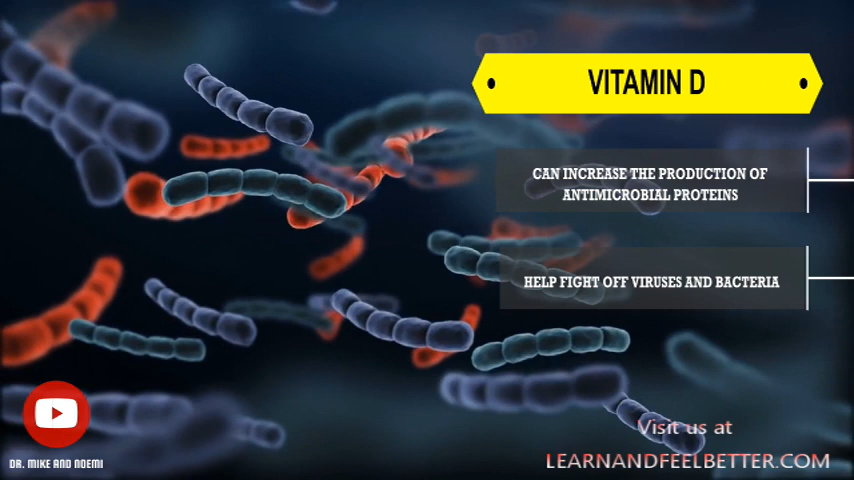 VITAMIN D
CAN INCREASE THE PRODUCTION OF
ANTIMICROBIAL PROTEINS
HELP FIGHT OFF VIRUSES AND BACTERIA
Visit us at
LEARNANDFEELBETTER.COM
DR. MIKE AND NOEMI